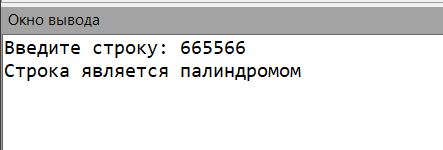 Окно вывода
Введите строку: 665566
Строка является палиндромом